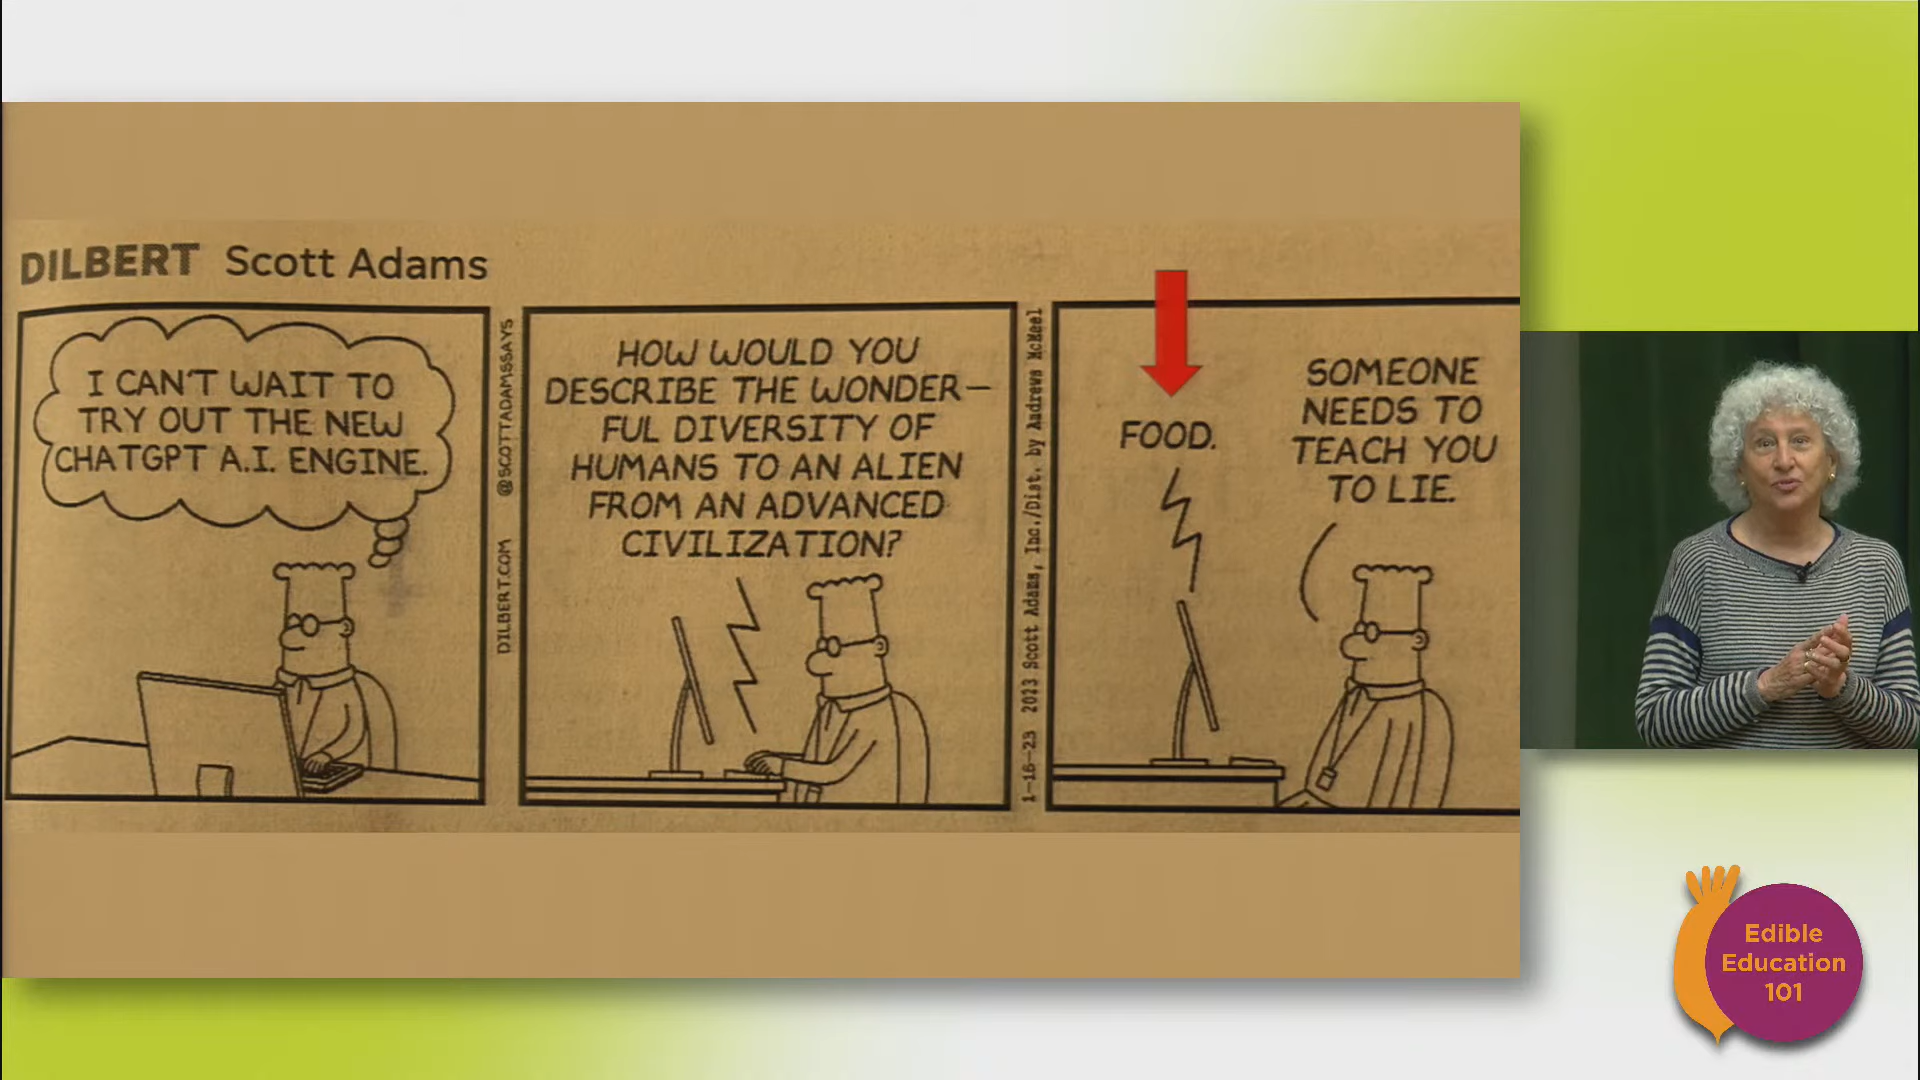 DILBERT Scott Adams
I CAN'T WAIT TO
TRY OUT THE NEW
CHATGPT A.I. ENGINE.
DILBERT.COM @SCOTTADAMSSAYS
HOW WOULD YOU
DESCRIBE THE WONDER–
FUL DIVERSITY OF
HUMANS TO AN ALIEN
FROM AN ADVANCED
CIVILIZATION?
1-16-23 2023 Scott Adams, Inc./Dist. by Andrews McMeel
FOOD.
SOMEONE
NEEDS TO
TEACH YOU
TO LIE.
Edible
Education
101